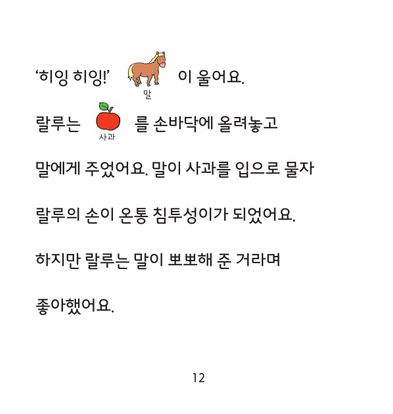 ‘히잉 히잉!’ 이 울어요.
말
랄루는 를 손바닥에 올려놓고
사과
말에게 주었어요. 말이 사과를 입으로 물자
랄루의 손이 온통 침투성이가 되었어요.
하지만 랄루는 말이 뽀뽀해 준 거라며
좋아했어요.
12